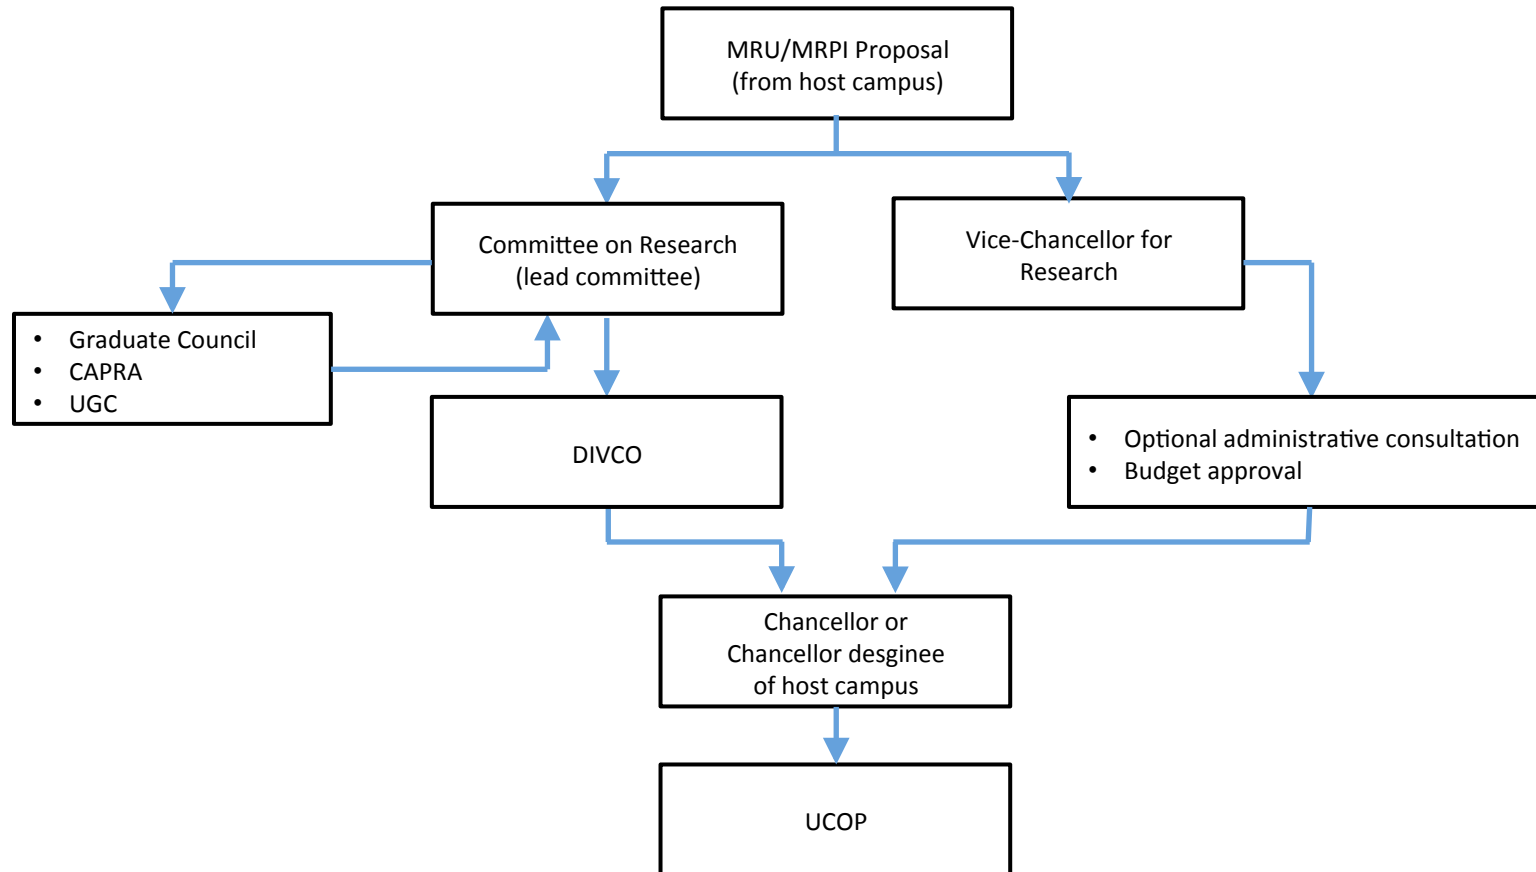 MRU/MRPI Proposal
(from host campus)
Committee on Research
(lead committee)
Vice-Chancellor for
Research
• Graduate Council
• CAPRA
• UGC
DIVCO
• Optional administrative consultation
• Budget approval
Chancellor or
Chancellor desginee
of host campus
UCOP